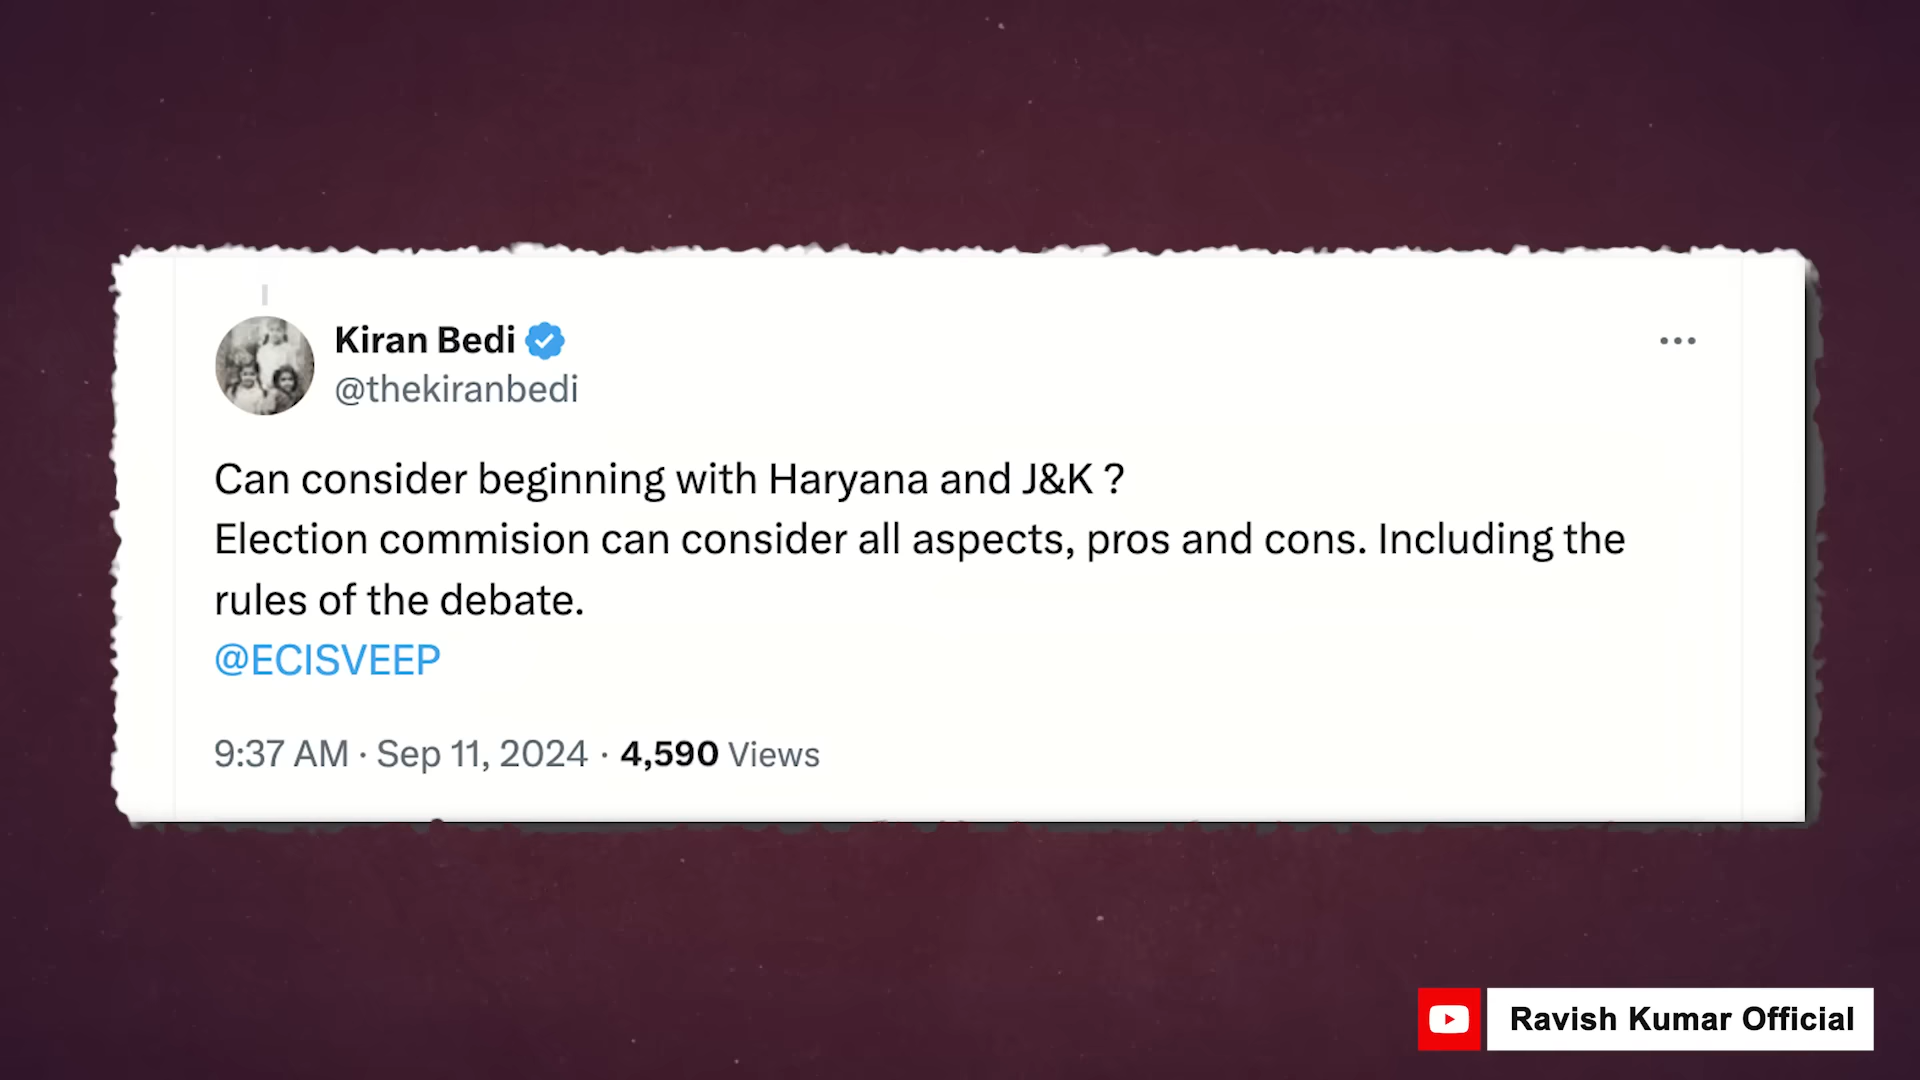 Kiran Bedi
@thekiranbedi
Can consider beginning with Haryana and J&K ?
Election commision can consider all aspects, pros and cons. Including the
rules of the debate.
@ECISVEEP
9:37 AM · Sep 11, 2024 · 4,590 Views
Ravish Kumar Official